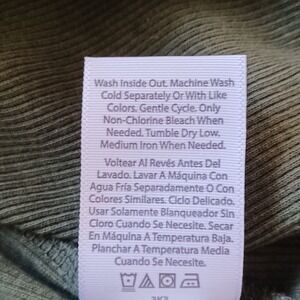 Wash Inside Out. Machine Wash
Cold Separately Or With Like
Colors. Gentle Cycle. Only
Non-Chlorine Bleach When
Needed. Tumble Dry Low.
Medium Iron When Needed.
Voltear Al Revés Antes Del
Lavado. Lavar A Máquina Con
Agua Fría Separadamente O Con
Colores Similares. Ciclo Delicado.
Usar Solamente Blanqueador Sin
Cloro Cuando Se Necesite. Secar
En Máquina A Temperatura Baja.
Planchar A Temperatura Media
Cuando Se Necesite.